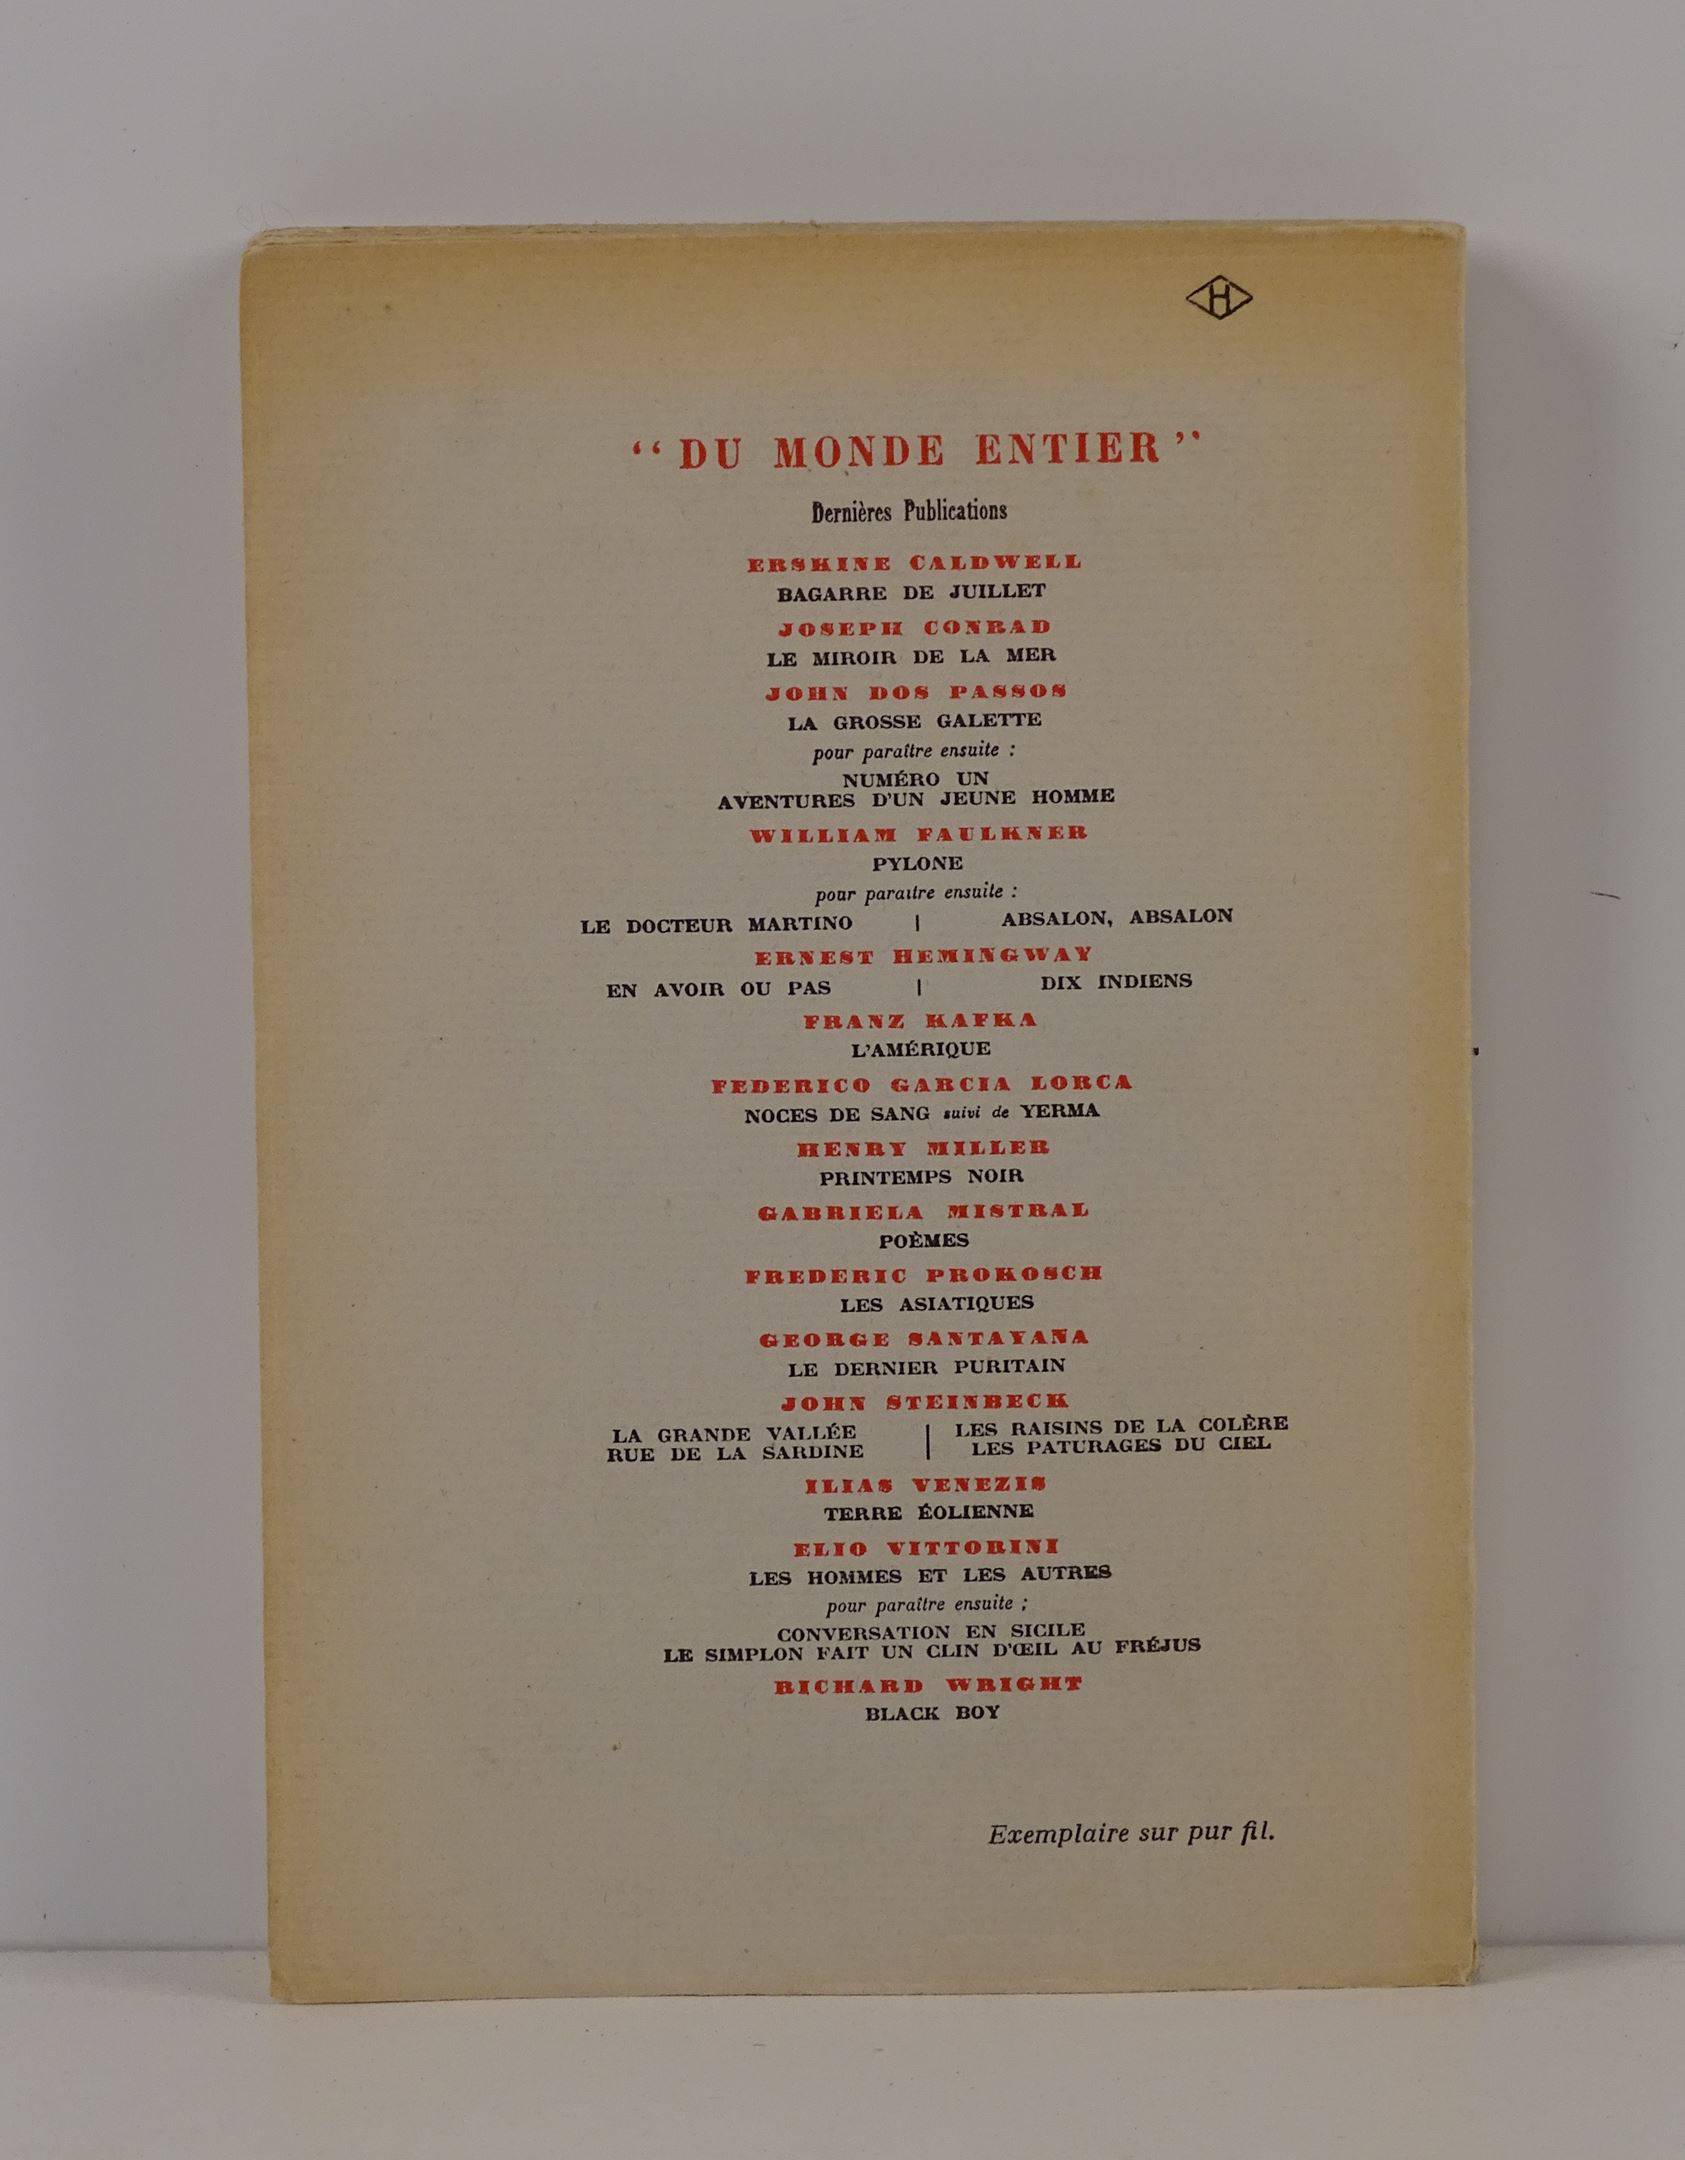 H
“ DU MONDE ENTIER ”
Dernières Publications
ERSKINE CALDWELL
BAGARRE DE JUILLET
JOSEPH CONRAD
LE MIROIR DE LA MER
JOHN DOS PASSOS
LA GROSSE GALETTE
pour paraître ensuite :
NUMÉRO UN
AVENTURES D'UN JEUNE HOMME
WILLIAM FAULKNER
PYLONE
pour paraître ensuite :
LE DOCTEUR MARTINO | ABSALON, ABSALON
ERNEST HEMINGWAY
EN AVOIR OU PAS | DIX INDIENS
FRANZ KAFKA
L'AMÉRIQUE
FEDERICO GARCIA LORCA
NOCES DE SANG suivi de YERMA
HENRY MILLER
PRINTEMPS NOIR
GABRIELA MISTRAL
POÈMES
FREDERIC PROKOSCH
LES ASIATIQUES
GEORGE SANTAYAÑA
LE DERNIER PURITAIN
JOHN STEINBECK
LA GRANDE VALLÉE | LES RAISINS DE LA COLÈRE
RUE DE LA SARDINE | LES PATURAGES DU CIEL
ILIAS VENEZIS
TERRE ÉOLIENNE
ELIO VITTORINI
LES HOMMES ET LES AUTRES
pour paraître ensuite ;
CONVERSATION EN SICILE
LE SIMPLON FAIT UN CLIN D'ŒIL AU FRÉJUS
RICHARD WRIGHT
BLACK BOY
Exemplaire sur pur fil.